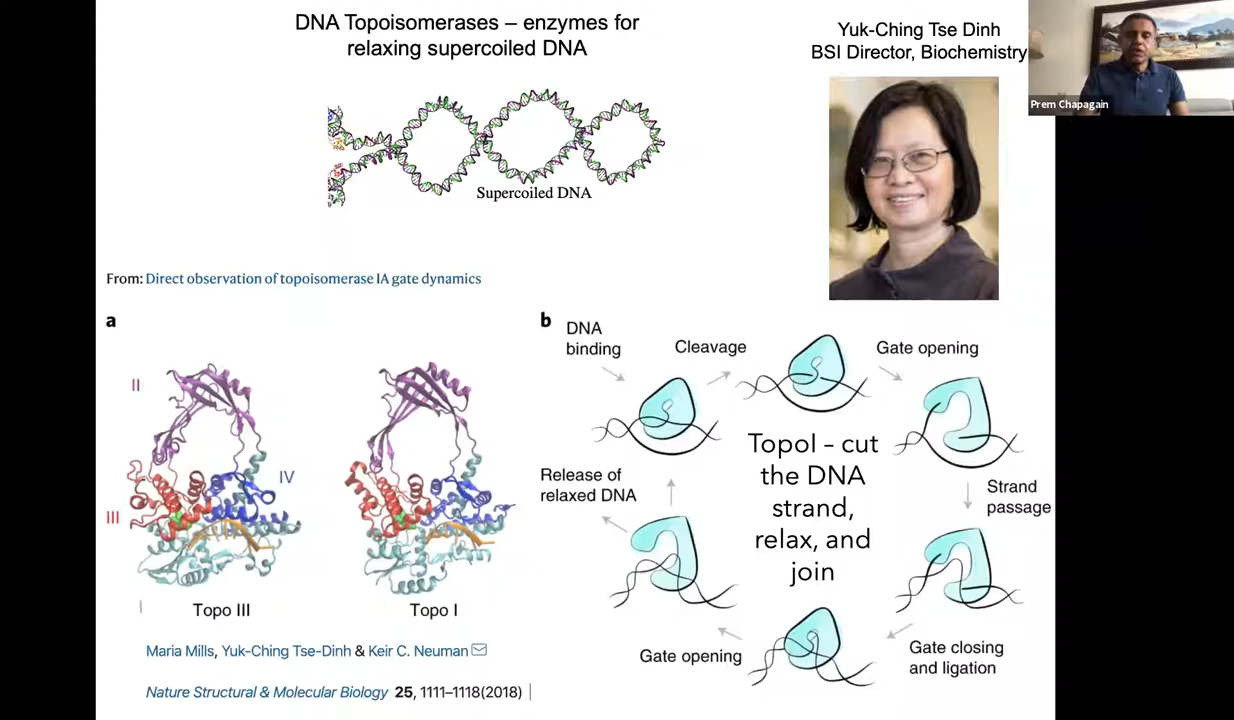 DNA Topoisomerases – enzymes for
relaxing supercoiled DNA
Yuk-Ching Tse Dinh
BSI Director, Biochemistry
Prem Chapagain
Supercoiled DNA
From: Direct observation of topoisomerase IA gate dynamics
a
II
IV
III
I
Topo III
Topo I
b
DNA
binding
Cleavage
Gate opening
Strand
passage
Gate closing
and ligation
Gate opening
Release of
relaxed DNA
TopoI – cut
the DNA
strand,
relax, and
join
Maria Mills, Yuk-Ching Tse-Dinh & Keir C. Neuman
Nature Structural & Molecular Biology 25, 1111–1118(2018)